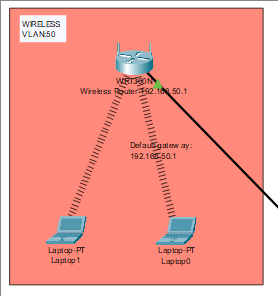 WIRELESS
VLAN:50
WRT300N
Wireless Router 192.168.50.1
Default gateway:
192.168.50.1
Laptop-PT
Laptop1
Laptop-PT
Laptop0